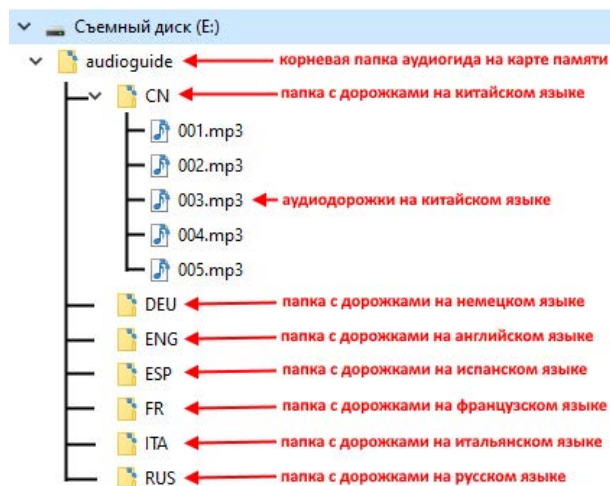 Съемный диск (E:)
audioguide корневая папка аудиогида на карте памяти
CN папка с дорожками на китайском языке
001.mp3
002.mp3
003.mp3 аудиодорожки на китайском языке
004.mp3
005.mp3
DEU папка с дорожками на немецком языке
ENG папка с дорожками на английском языке
ESP папка с дорожками на испанском языке
FR папка с дорожками на французском языке
ITA папка с дорожками на итальянском языке
RUS папка с дорожками на русском языке